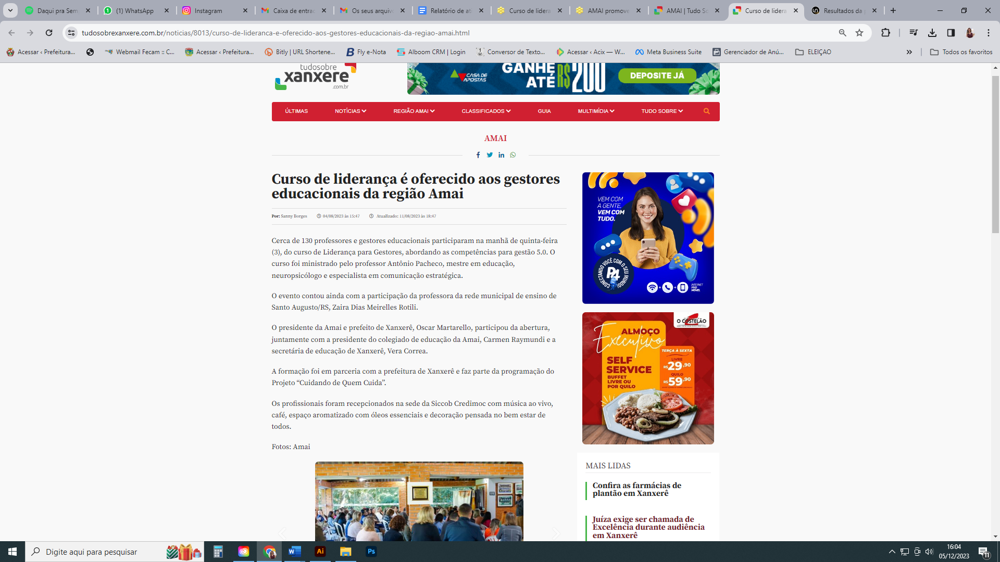 Daqui pra Sem
(1) WhatsApp
Instagram
Caixa de entrad
Os seus arquivo
Relatório de ati
Curso de lidera
AMAI promove
AMAI | Tudo So
Curso de lidera
Resultados da p
tudosobrexanxere.com.br/noticias/8013/curso-de-lideranca-e-oferecido-aos-gestores-educacionais-da-regiao-amai.html
Acessar ‹ Prefeitura...
Webmail Fecam :: C...
Acessar ‹ Prefeitura...
Bitly | URL Shortene...
Fly e-Nota
Alboom CRM | Login
Conversor de Texto...
Acessar ‹ Acix — W...
Meta Business Suite
Gerenciador de Anú...
ELEIÇAO
Todos os favoritos
tudosobre
xanxere
.com.br
CASA DE
APOSTAS
GANHE
ATÉ R$200
DEPOSITE JÁ
ÚLTIMAS
NOTÍCIAS
REGIÃO AMAI
CLASSIFICADOS
GUIA
MULTIMÍDIA
TUDO SOBRE
AMAI
Curso de liderança é oferecido aos gestores
educacionais da região Amai
Por: Sanny Borges 04/08/2023 às 15:47 Atualizado: 11/08/2023 às 18:47
Cerca de 130 professores e gestores educacionais participaram na manhã de quinta-feira
(3), do curso de Liderança para Gestores, abordando as competências para gestão 5.0. O
curso foi ministrado pelo professor Antônio Pacheco, mestre em educação,
neuropsicólogo e especialista em comunicação estratégica.
O evento contou ainda com a participação da professora da rede municipal de ensino de
Santo Augusto/RS, Zaira Dias Meirelles Rotili.
O presidente da Amai e prefeito de Xanxerê, Oscar Martarello, participou da abertura,
juntamente com a presidente do colegiado de educação da Amai, Carmen Raymundi e a
secretária de educação de Xanxerê, Vera Correa.
A formação foi em parceria com a prefeitura de Xanxerê e faz parte da programação do
Projeto “Cuidando de Quem Cuida”.
Os profissionais foram recepcionados na sede da Siccob Credimoc com música ao vivo,
café, espaço aromatizado com óleos essenciais e decoração pensada no bem estar de
todos.
Fotos: Amai
VEM COM
A GENTE,
VEM COM
TUDO.
CONECTANDO VOCÊ COM O SEU MUNDO!
P4
INTERNET
FIXO
MÓVEL
O COSTELÃO
ALMOÇO
Executivo
SELF
SERVICE
BUFFET
LIVRE OU
POR QUILO
TERÇA À SEXTA
LIVRE
R$29,90
QUILO
R$59,90
MAIS LIDAS
Confira as farmácias de
plantão em Xanxerê
Juíza exige ser chamada de
Excelência durante audiência
em Xanxerê
Digite aqui para pesquisar
Ai
Ps
16:04
05/12/2023
11